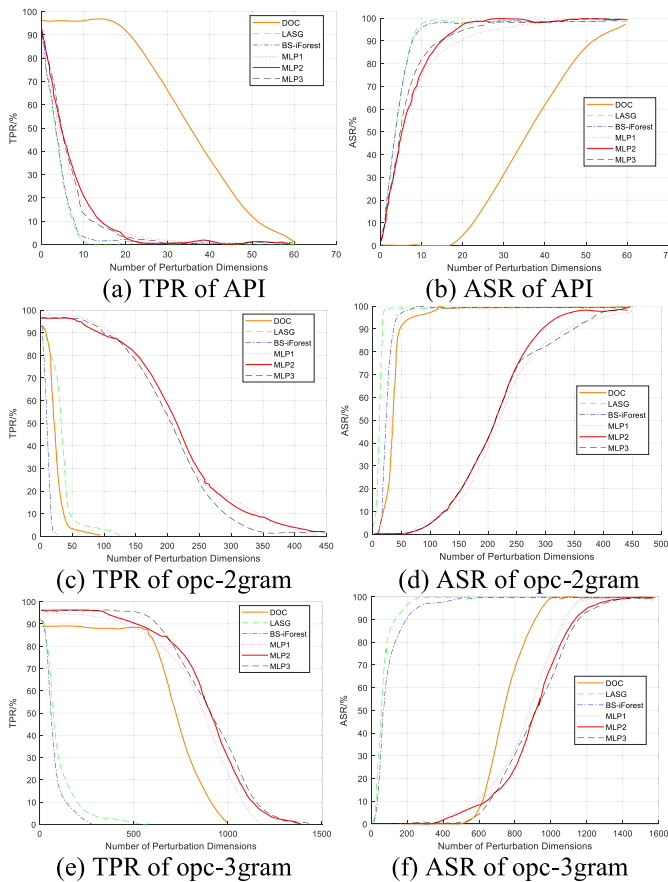 100
90
80
70
60
50
40
30
20
10
0
TPR/%
DOC
LASG
BS-iForest
MLP1
MLP2
MLP3
0 10 20 30 40 50 60 70
Number of Perturbation Dimensions
(a) TPR of API
100
90
80
70
60
50
40
30
20
10
0
ASR/%
DOC
LASG
BS-iForest
MLP1
MLP2
MLP3
0 10 20 30 40 50 60 70
Number of Perturbation Dimensions
(b) ASR of API
100
90
80
70
60
50
40
30
20
10
0
TPR/%
DOC
LASG
BS-iForest
MLP1
MLP2
MLP3
0 50 100 150 200 250 300 350 400 450
Number of Perturbation Dimensions
(c) TPR of opc-2gram
100
90
80
70
60
50
40
30
20
10
0
ASR/%
DOC
LASG
BS-iForest
MLP1
MLP2
MLP3
0 50 100 150 200 250 300 350 400 450 500
Number of Perturbation Dimensions
(d) ASR of opc-2gram
100
90
80
70
60
50
40
30
20
10
0
TPR/%
DOC
LASG
BS-iForest
MLP1
MLP2
MLP3
0 500 1000 1500
Number of Perturbation Dimensions
(e) TPR of opc-3gram
100
90
80
70
60
50
40
30
20
10
0
ASR/%
DOC
LASG
BS-iForest
MLP1
MLP2
MLP3
0 200 400 600 800 1000 1200 1400 1600
Number of Perturbation Dimensions
(f) ASR of opc-3gram